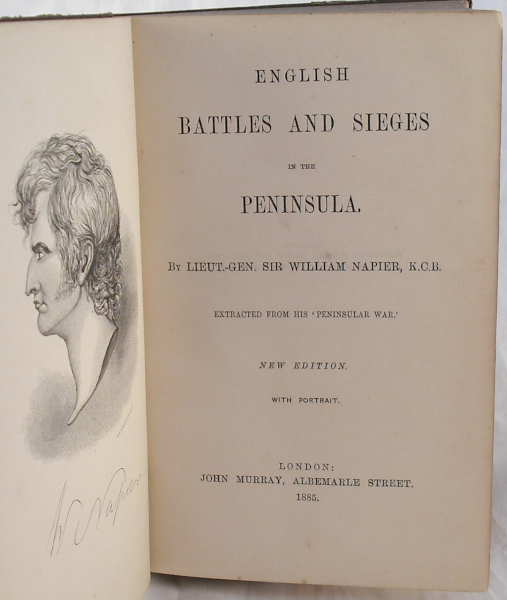 W Napier
ENGLISH
BATTLES AND SIEGES
IN THE
PENINSULA.
BY LIEUT.-GEN. SIR WILLIAM NAPIER, K.C.B.
EXTRACTED FROM HIS 'PENINSULAR WAR.'
NEW EDITION.
WITH PORTRAIT.
LONDON:
JOHN MURRAY, ALBEMARLE STREET.
1885.